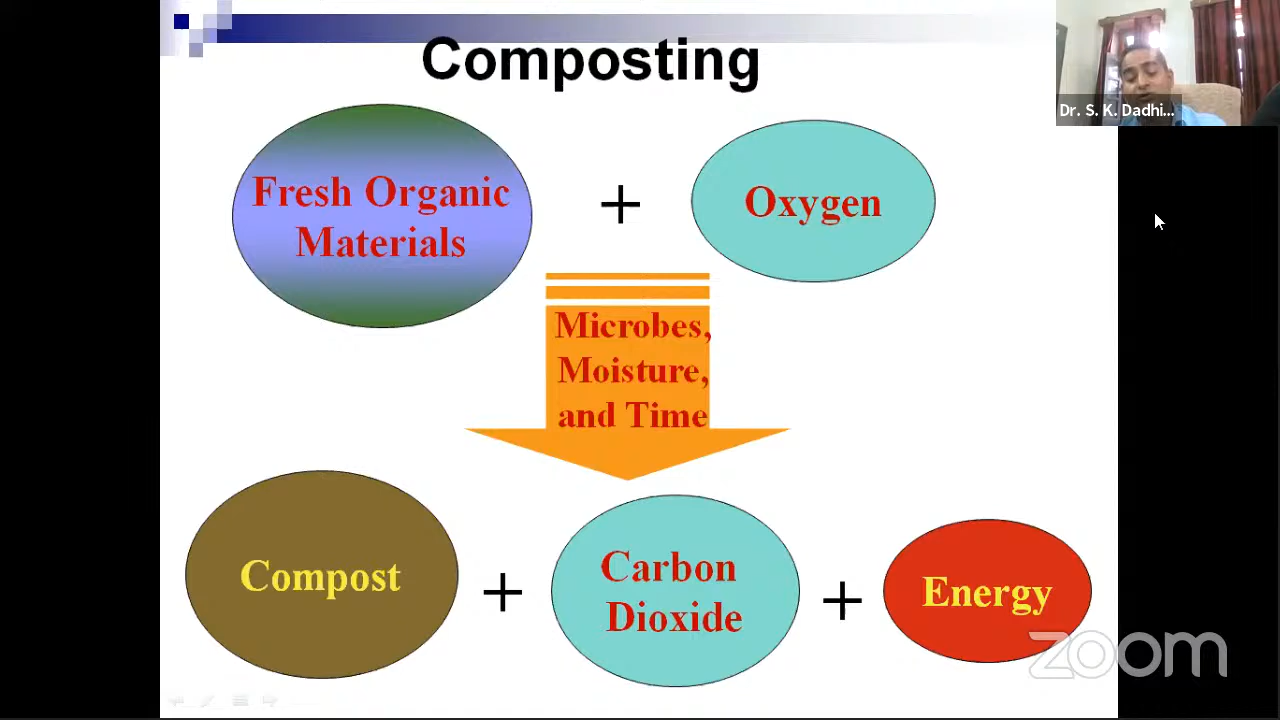 Composting
Dr. S. K. Dadhi...
Fresh Organic
Materials
+
Oxygen
Microbes,
Moisture,
and Time
Compost
+
Carbon
Dioxide
+
Energy
zoom